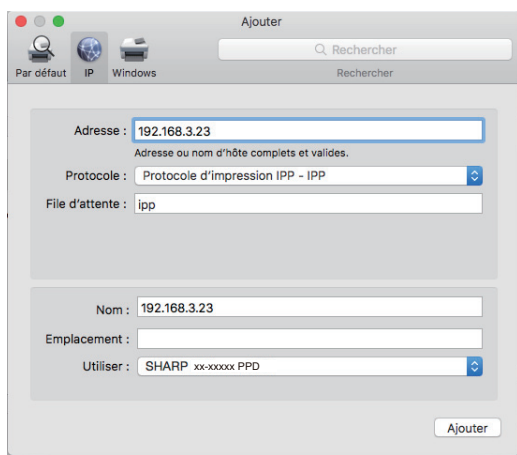 Ajouter
Rechercher
Par défaut IP Windows Rechercher
Adresse : 192.168.3.23
Adresse ou nom d'hôte complets et valides.
Protocole : Protocole d'impression IPP - IPP
File d'attente : ipp
Nom : 192.168.3.23
Emplacement :
Utiliser : SHARP xx-xxxxx PPD
Ajouter